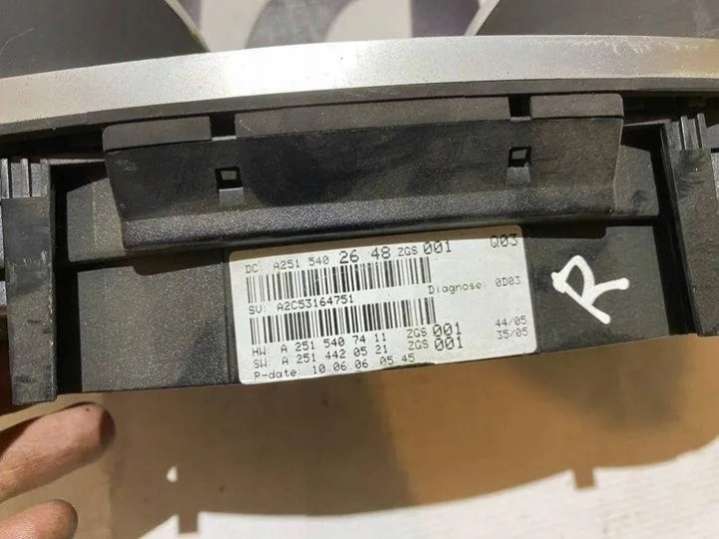 DC: A251 540 26 48 ZGS 001 Q03
SV: A2C53164751 Diagnose 0D03
HW A 251 540 74 11 ZGS 001 44/05
SW A 251 442 05 21 ZGS 001 35/05
P-date 10.06.06 05:45
R